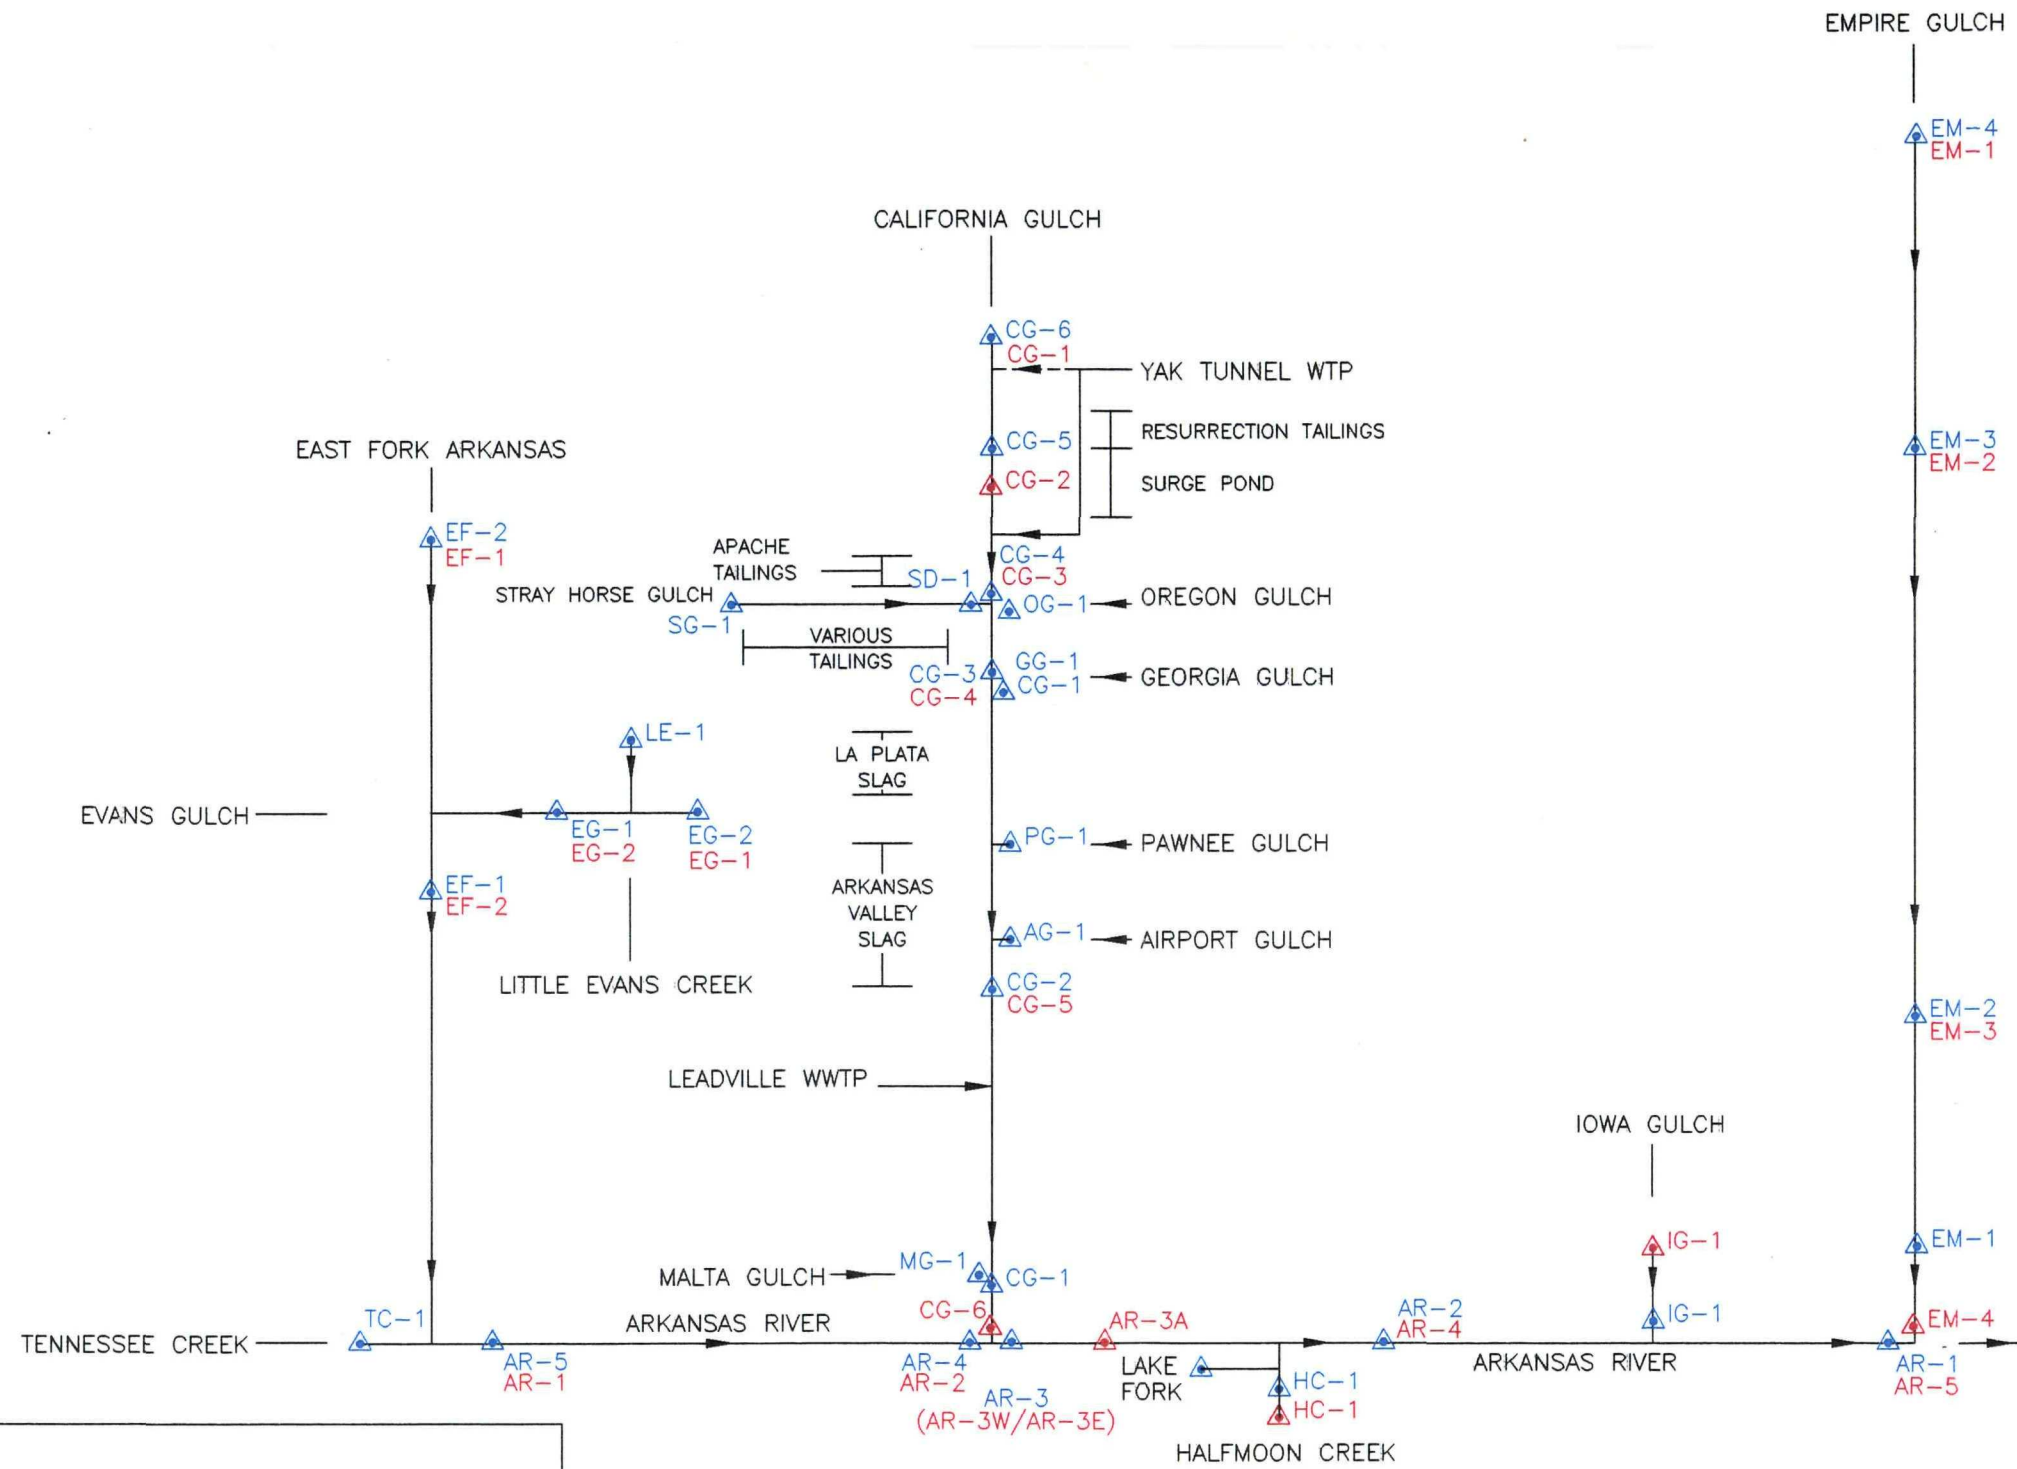 EMPIRE GULCH
EM-4
EM-1
CALIFORNIA GULCH
CG-6
CG-1
YAK TUNNEL WTP
RESURRECTION TAILINGS
CG-5
EM-3
EM-2
EAST FORK ARKANSAS
CG-2
SURGE POND
EF-2
EF-1
APACHE
TAILINGS
CG-4
CG-3
SD-1
STRAY HORSE GULCH
OG-1
OREGON GULCH
SG-1
VARIOUS
TAILINGS
GG-1
CG-3
CG-4
CG-1
GEORGIA GULCH
LE-1
LA PLATA
SLAG
EVANS GULCH
EG-1
EG-2
EG-2
EG-1
PG-1
PAWNEE GULCH
EF-1
EF-2
ARKANSAS
VALLEY
SLAG
AG-1
AIRPORT GULCH
LITTLE EVANS CREEK
CG-2
CG-5
EM-2
EM-3
LEADVILLE WWTP
IOWA GULCH
IG-1
EM-1
MALTA GULCH
MG-1
CG-1
TC-1
CG-6
AR-3A
AR-2
AR-4
IG-1
EM-4
TENNESSEE CREEK
ARKANSAS RIVER
AR-5
AR-1
AR-4
AR-2
AR-3
(AR-3W/AR-3E)
LAKE
FORK
HC-1
HC-1
ARKANSAS RIVER
AR-1
AR-5
HALFMOON CREEK